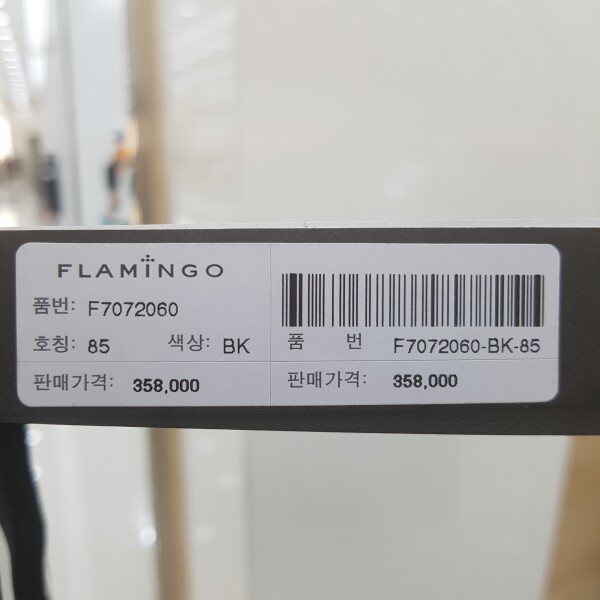 FLAMINGO
품번: F7072060
호칭: 85 색상: BK
판매가격: 358,000
품 번 F7072060-BK-85
판매가격: 358,000